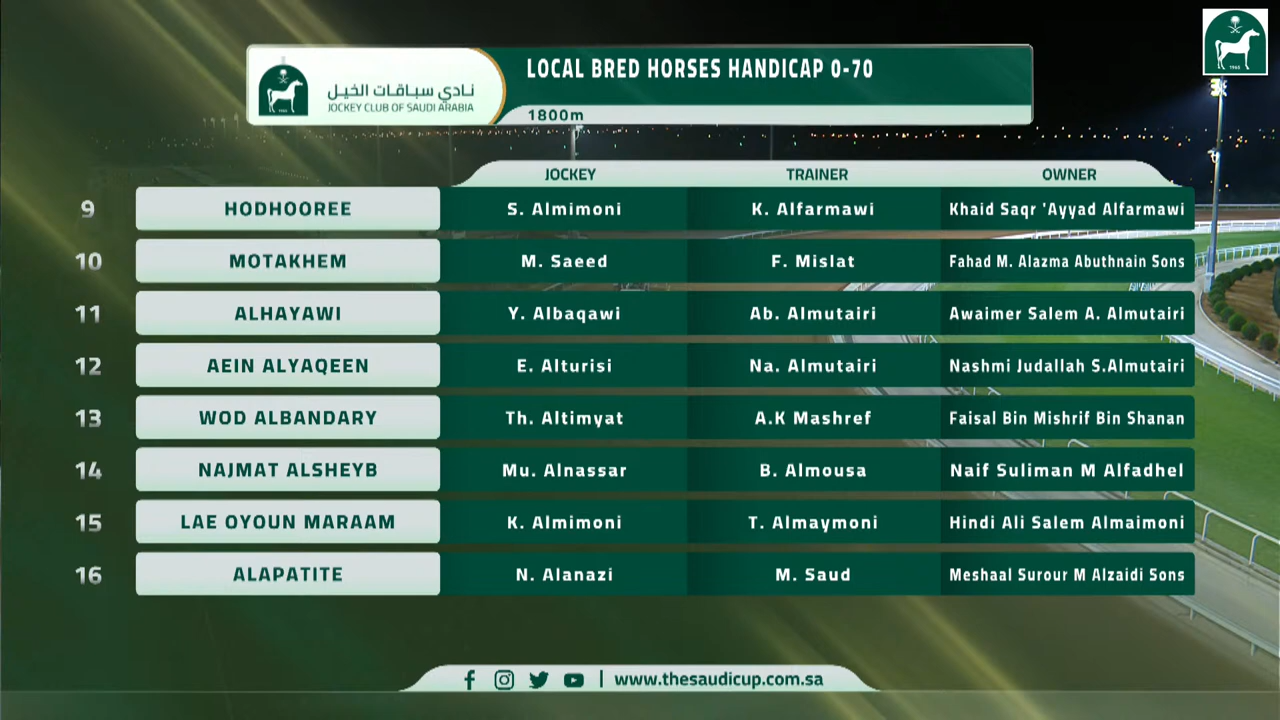 LOCAL BRED HORSES HANDICAP 0-70
نادي سباقات الخيل
JOCKEY CLUB OF SAUDI ARABIA
1800m
JOCKEY TRAINER OWNER
9 HODHOOREE S. Almimoni K. Alfarmawi Khaid Saqr 'Ayyad Alfarmawi
10 MOTAKHEM M. Saeed F. Mislat Fahad M. Alazma Abuthnain Sons
11 ALHAYAWI Y. Albaqawi Ab. Almutairi Awaimer Salem A. Almutairi
12 AEIN ALYAQEEN E. Alturisi Na. Almutairi Nashmi Judallah S.Almutairi
13 WOD ALBANDARY Th. Altimyat A.K Mashref Faisal Bin Mishrif Bin Shanan
14 NAJMAT ALSHEYB Mu. Alnassar B. Almousa Naif Suliman M Alfadhel
15 LAE OYOUN MARAAM K. Almimoni T. Almaymoni Hindi Ali Salem Almaimoni
16 ALAPATITE N. Alanazi M. Saud Meshaal Surour M Alzaidi Sons
www.thesaudicup.com.sa